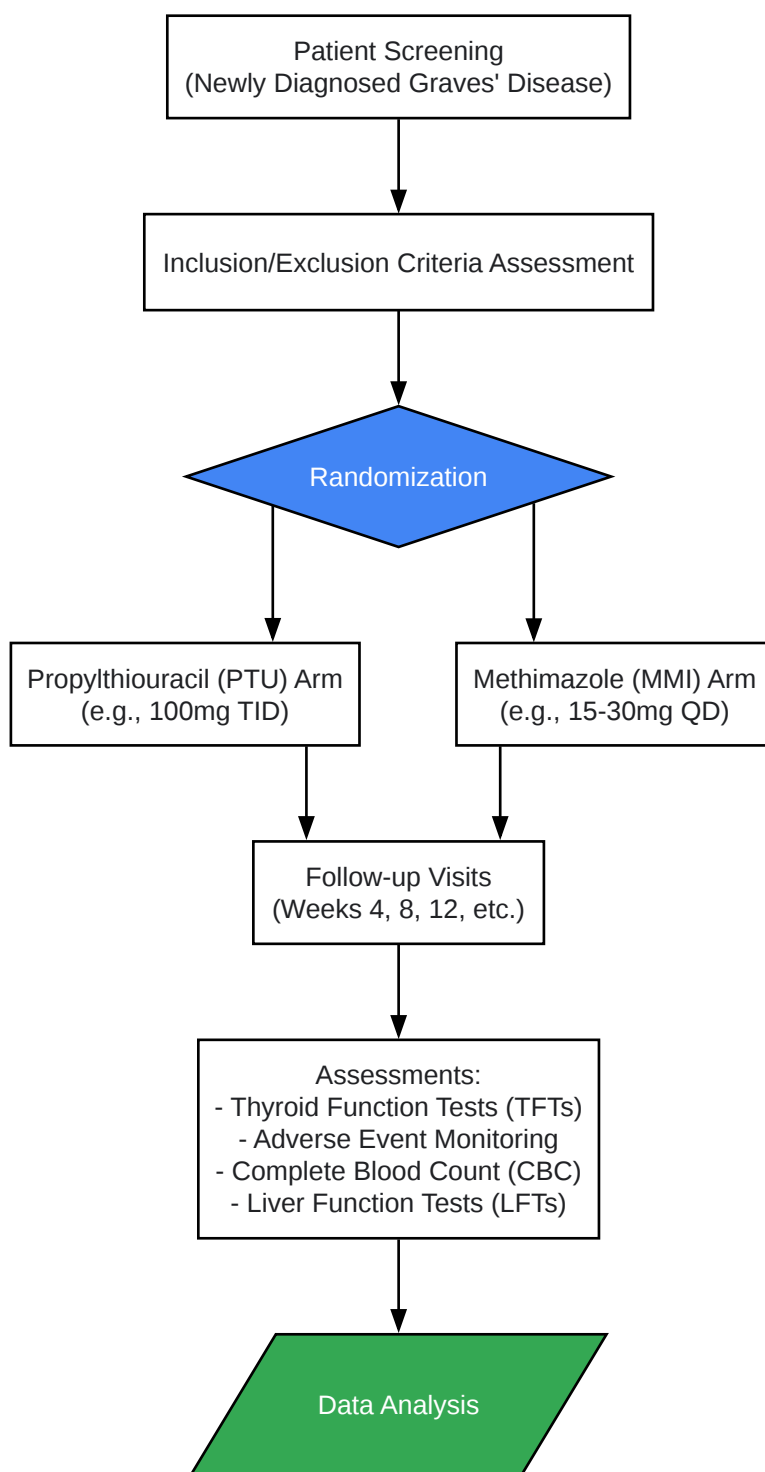 Patient Screening
(Newly Diagnosed Graves' Disease)
Inclusion/Exclusion Criteria Assessment
Randomization
Propylthiouracil (PTU) Arm
(e.g., 100mg TID)
Methimazole (MMI) Arm
(e.g., 15-30mg QD)
Follow-up Visits
(Weeks 4, 8, 12, etc.)
Assessments:
- Thyroid Function Tests (TFTs)
- Adverse Event Monitoring
- Complete Blood Count (CBC)
- Liver Function Tests (LFTs)
Data Analysis